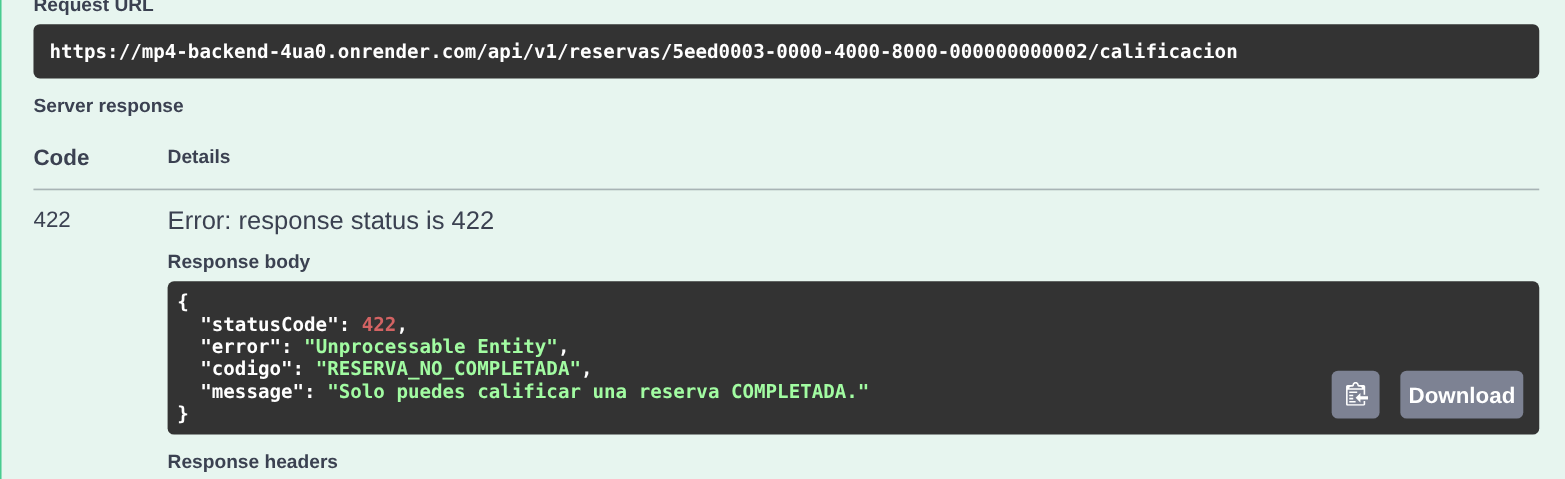 Request URL
https://mp4-backend-4ua0.onrender.com/api/v1/reservas/5eed0003-0000-4000-8000-000000000002/calificacion
Server response
Code Details
422 Error: response status is 422
Response body
{
  "statusCode": 422,
  "error": "Unprocessable Entity",
  "codigo": "RESERVA_NO_COMPLETADA",
  "message": "Solo puedes calificar una reserva COMPLETADA."
}
Download
Response headers